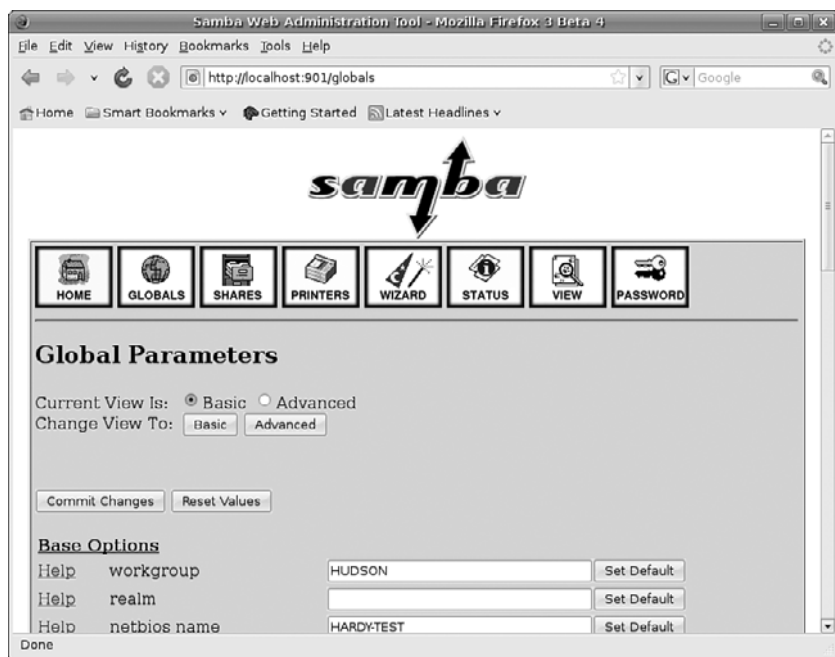 Samba Web Administration Tool - Mozilla Firefox 3 Beta 4
File Edit View History Bookmarks Tools Help
http://localhost:901/globals
G Google
Home Smart Bookmarks Getting Started Latest Headlines
samba
HOME GLOBALS SHARES PRINTERS WIZARD STATUS VIEW PASSWORD
Global Parameters
Current View Is: Basic Advanced
Change View To: Basic Advanced
Commit Changes Reset Values
Base Options
Help workgroup HUDSON Set Default
Help realm Set Default
Help netbios name HARDY-TEST Set Default
Done